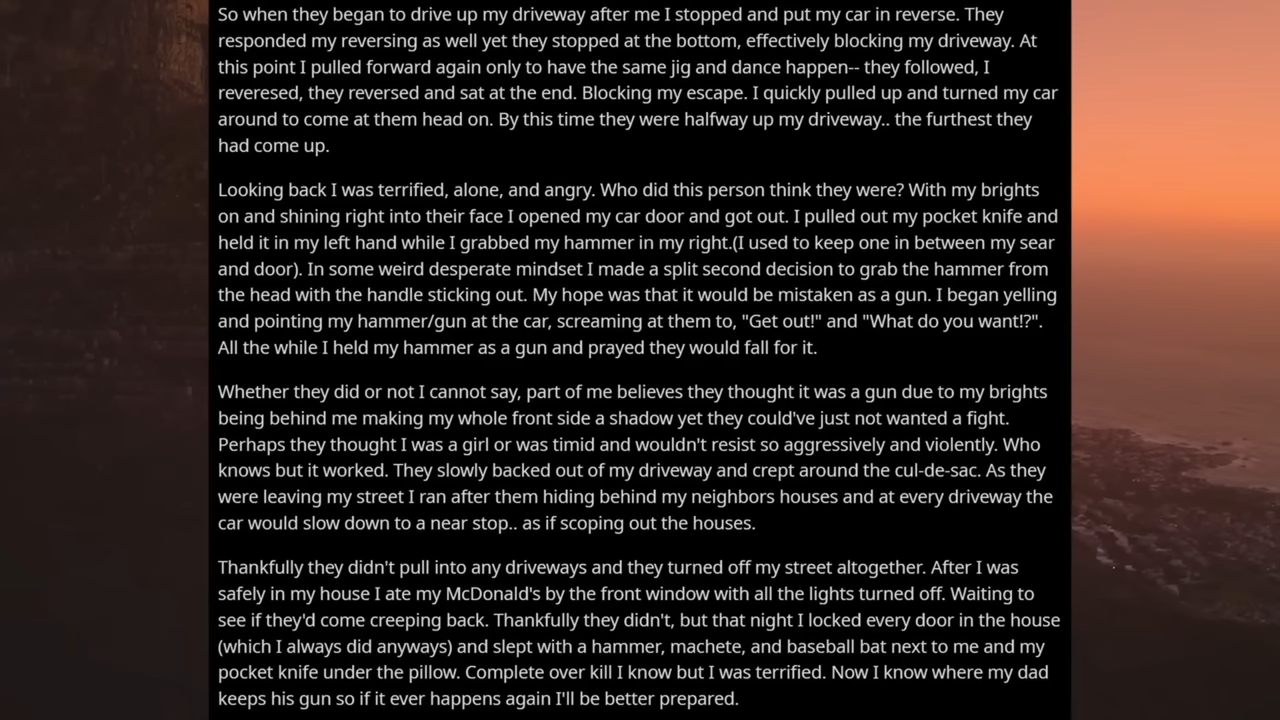 So when they began to drive up my driveway after me I stopped and put my car in reverse. They
responded my reversing as well yet they stopped at the bottom, effectively blocking my driveway. At
this point I pulled forward again only to have the same jig and dance happen-- they followed, I
reveresed, they reversed and sat at the end. Blocking my escape. I quickly pulled up and turned my car
around to come at them head on. By this time they were halfway up my driveway.. the furthest they
had come up.
Looking back I was terrified, alone, and angry. Who did this person think they were? With my brights
on and shining right into their face I opened my car door and got out. I pulled out my pocket knife and
held it in my left hand while I grabbed my hammer in my right.(I used to keep one in between my sear
and door). In some weird desperate mindset I made a split second decision to grab the hammer from
the head with the handle sticking out. My hope was that it would be mistaken as a gun. I began yelling
and pointing my hammer/gun at the car, screaming at them to, "Get out!" and "What do you want!?".
All the while I held my hammer as a gun and prayed they would fall for it.
Whether they did or not I cannot say, part of me believes they thought it was a gun due to my brights
being behind me making my whole front side a shadow yet they could've just not wanted a fight.
Perhaps they thought I was a girl or was timid and wouldn't resist so aggressively and violently. Who
knows but it worked. They slowly backed out of my driveway and crept around the cul-de-sac. As they
were leaving my street I ran after them hiding behind my neighbors houses and at every driveway the
car would slow down to a near stop.. as if scoping out the houses.
Thankfully they didn't pull into any driveways and they turned off my street altogether. After I was
safely in my house I ate my McDonald's by the front window with all the lights turned off. Waiting to
see if they'd come creeping back. Thankfully they didn't, but that night I locked every door in the house
(which I always did anyways) and slept with a hammer, machete, and baseball bat next to me and my
pocket knife under the pillow. Complete over kill I know but I was terrified. Now I know where my dad
keeps his gun so if it ever happens again I'll be better prepared.